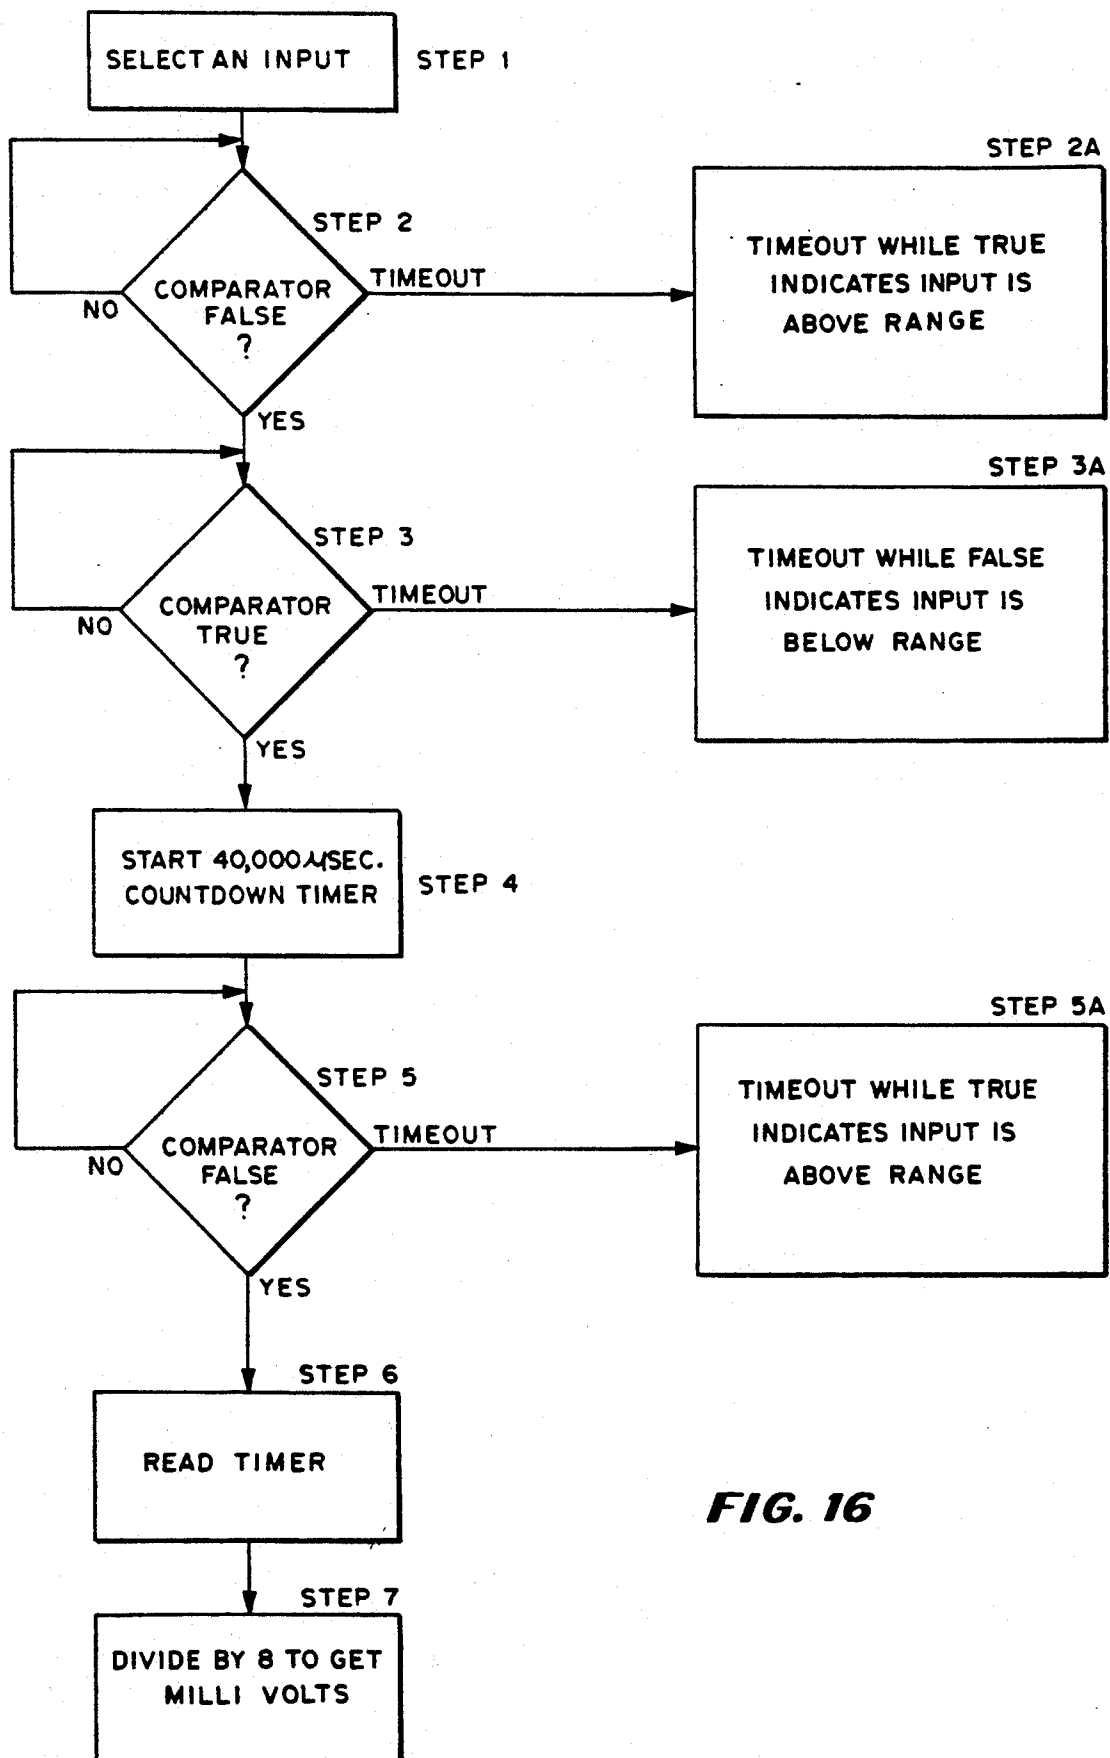 SELECT AN INPUT
STEP 1
STEP 2A
STEP 2
TIMEOUT WHILE TRUE
INDICATES INPUT IS
ABOVE RANGE
TIMEOUT
COMPARATOR
FALSE
?
NO
YES
STEP 3A
STEP 3
TIMEOUT WHILE FALSE
INDICATES INPUT IS
BELOW RANGE
TIMEOUT
COMPARATOR
TRUE
?
NO
YES
START 40,000 μSEC.
COUNTDOWN TIMER
STEP 4
STEP 5A
STEP 5
TIMEOUT WHILE TRUE
INDICATES INPUT IS
ABOVE RANGE
TIMEOUT
COMPARATOR
FALSE
?
NO
YES
STEP 6
READ TIMER
FIG. 16
STEP 7
DIVIDE BY 8 TO GET
MILLI VOLTS